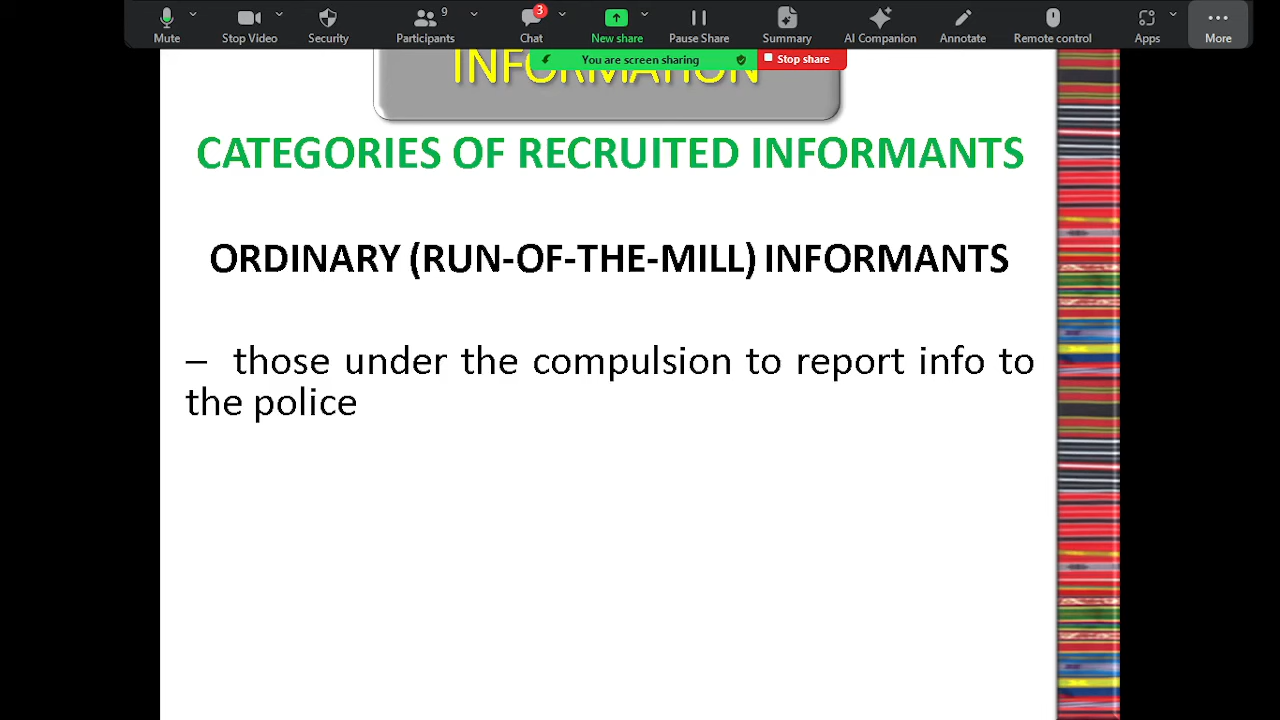 Mute
Stop Video
Security
9
Participants
3
Chat
New share
Pause Share
Summary
AI Companion
Annotate
Remote control
Apps
More
You are screen sharing
Stop share
INFORMATION
CATEGORIES OF RECRUITED INFORMANTS
ORDINARY (RUN-OF-THE-MILL) INFORMANTS
– those under the compulsion to report info to
the police